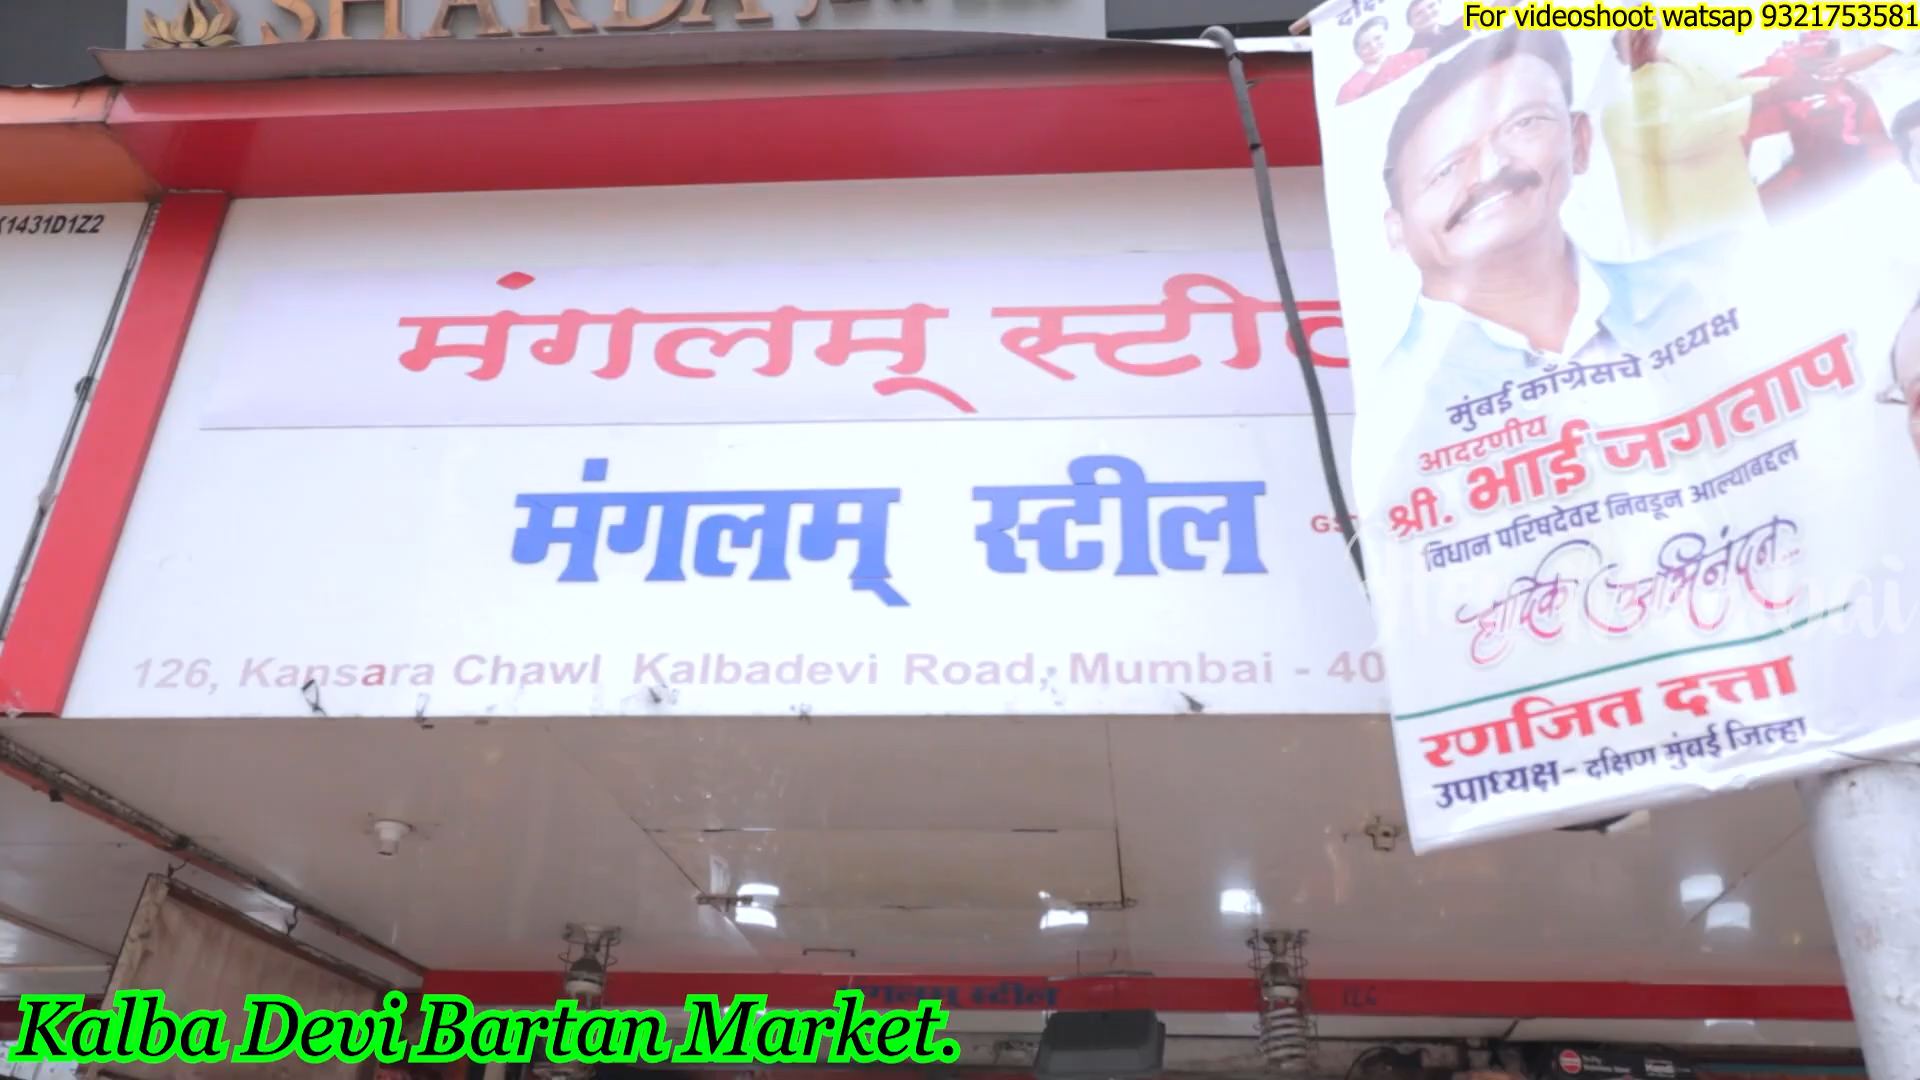 For videoshoot watsap 9321753581
SHARDA
1431D1Z2
मंगलम् स्टील
मंगलम् स्टील
126, Kansara Chawl Kalbadevi Road, Mumbai - 40
मुंबई काँग्रेसचे अध्यक्ष
आदरणीय
श्री. भाई जगताप
विधान परिषदेवर निवडून आल्याबद्दल
हार्दिक अभिनंदन...
रणजित दत्ता
उपाध्यक्ष - दक्षिण मुंबई जिल्हा
Kalba Devi Bartan Market.